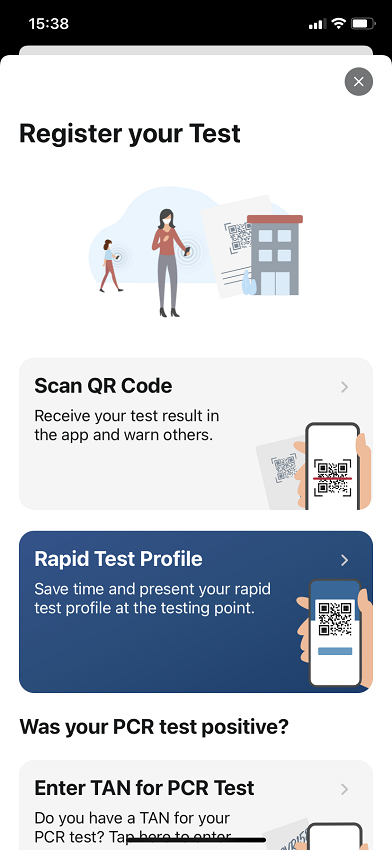 15:38
Register your Test
Scan QR Code
Receive your test result in
the app and warn others.
Rapid Test Profile
Save time and present your rapid
test profile at the testing point.
Was your PCR test positive?
Enter TAN for PCR Test
Do you have a TAN for your
PCR test? Tap here to enter